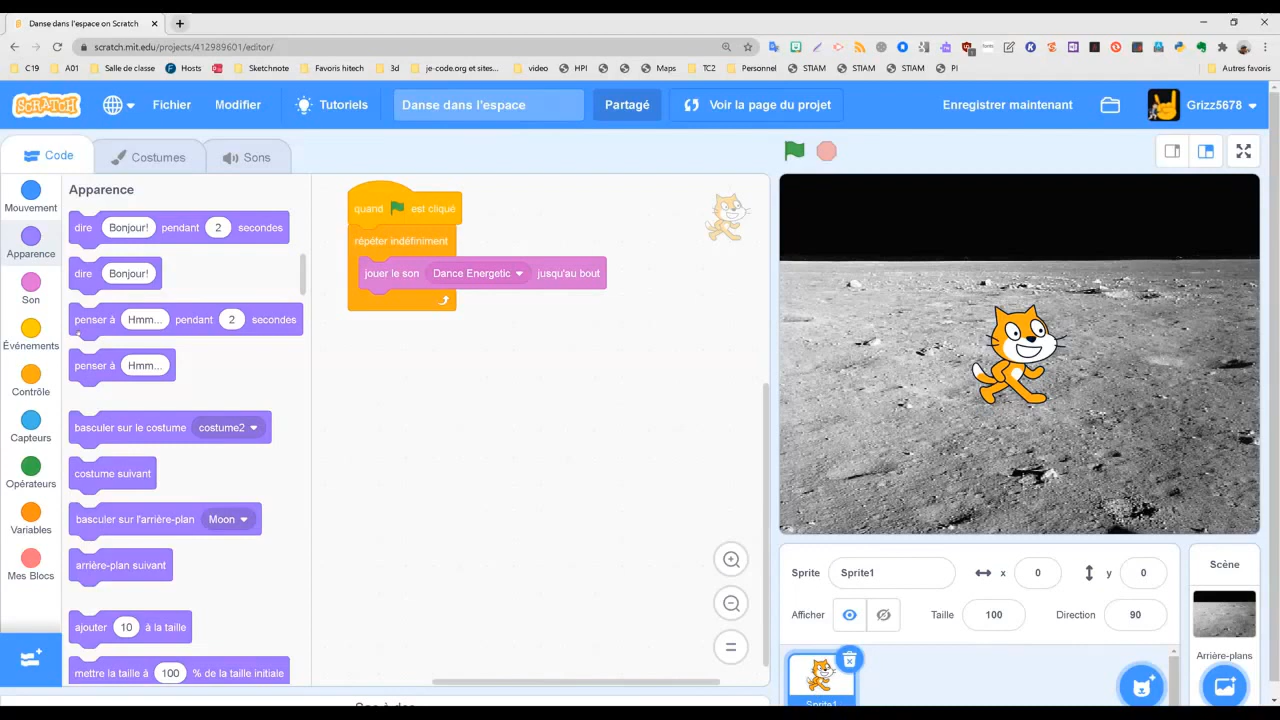 Danse dans l'espace on Scratch
scratch.mit.edu/projects/412989601/editor/
C19 A01 Salle de classe Hosts Sketchnote Favoris hitech 3d je-code.org et sites... video HPI Maps TC2 Personnel STIAM STIAM STIAM PI Autres favoris
SCRATCH Fichier Modifier Tutoriels Danse dans l'espace Partagé Voir la page du projet Enregistrer maintenant Grizz5678
Code Costumes Sons
Mouvement
Apparence
Son
Événements
Contrôle
Capteurs
Opérateurs
Variables
Mes Blocs
Apparence
dire Bonjour! pendant 2 secondes
dire Bonjour!
penser à Hmm... pendant 2 secondes
penser à Hmm...
basculer sur le costume costume2
costume suivant
basculer sur l'arrière-plan Moon
arrière-plan suivant
ajouter 10 à la taille
mettre la taille à 100 % de la taille initiale
quand est cliqué
répéter indéfiniment
jouer le son Dance Energetic jusqu'au bout
Sprite Sprite1 x 0 y 0
Afficher Taille 100 Direction 90
Sprite1
Scène
Arrière-plans